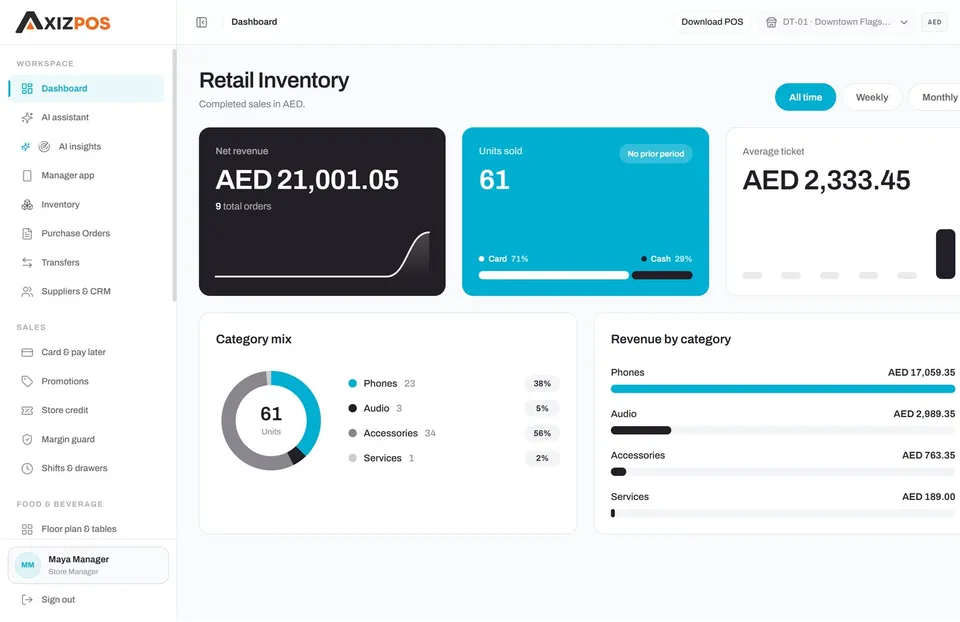 AXIZPOS
Dashboard
Download POS
DT-01 · Downtown Flags...
AED
WORKSPACE
Dashboard
AI assistant
AI insights
Manager app
Inventory
Purchase Orders
Transfers
Suppliers & CRM
SALES
Card & pay later
Promotions
Store credit
Margin guard
Shifts & drawers
FOOD & BEVERAGE
Floor plan & tables
MM
Maya Manager
Store Manager
Sign out
Retail Inventory
Completed sales in AED.
All time
Weekly
Monthly
Net revenue
AED 21,001.05
9 total orders
Units sold
No prior period
61
Card 71%
Cash 29%
Average ticket
AED 2,333.45
Category mix
61
Units
Phones 23 38%
Audio 3 5%
Accessories 34 56%
Services 1 2%
Revenue by category
Phones AED 17,059.35
Audio AED 2,989.35
Accessories AED 763.35
Services AED 189.00